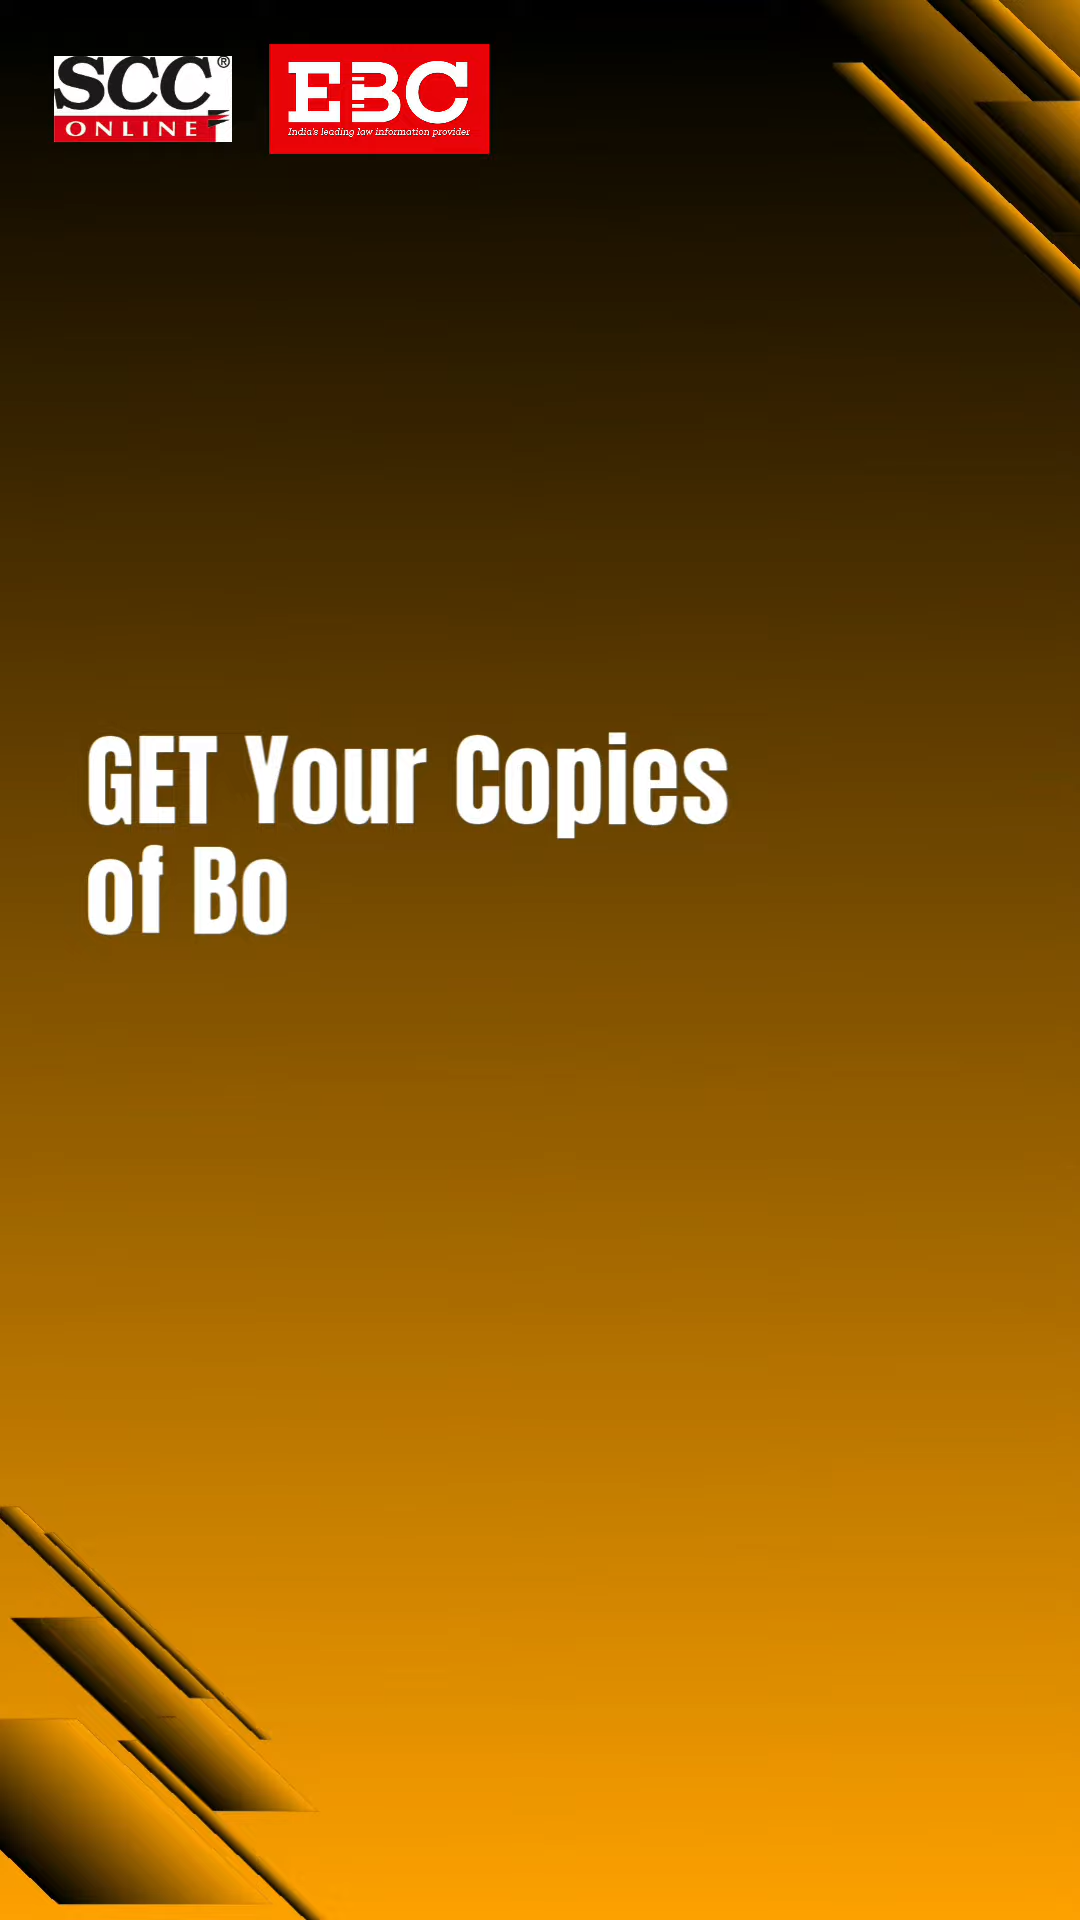 SCC®
ONLINE
EBC
India's leading law information provider
GET Your Copies
of Bo